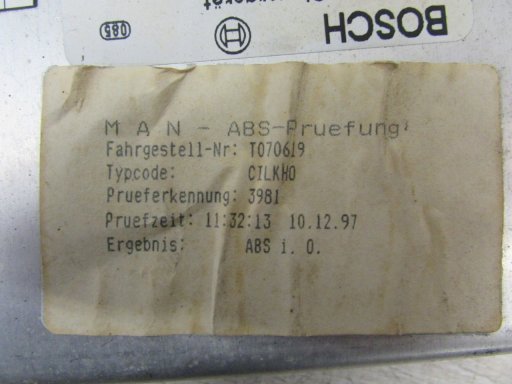 BOSCH
085
M A N - ABS-Pruefung
Fahrgestell-Nr: T070619
Typcode: CILKHO
Prueferkennung: 3981
Pruefzeit: 11:32:13 10.12.97
Ergebnis: ABS i. O.